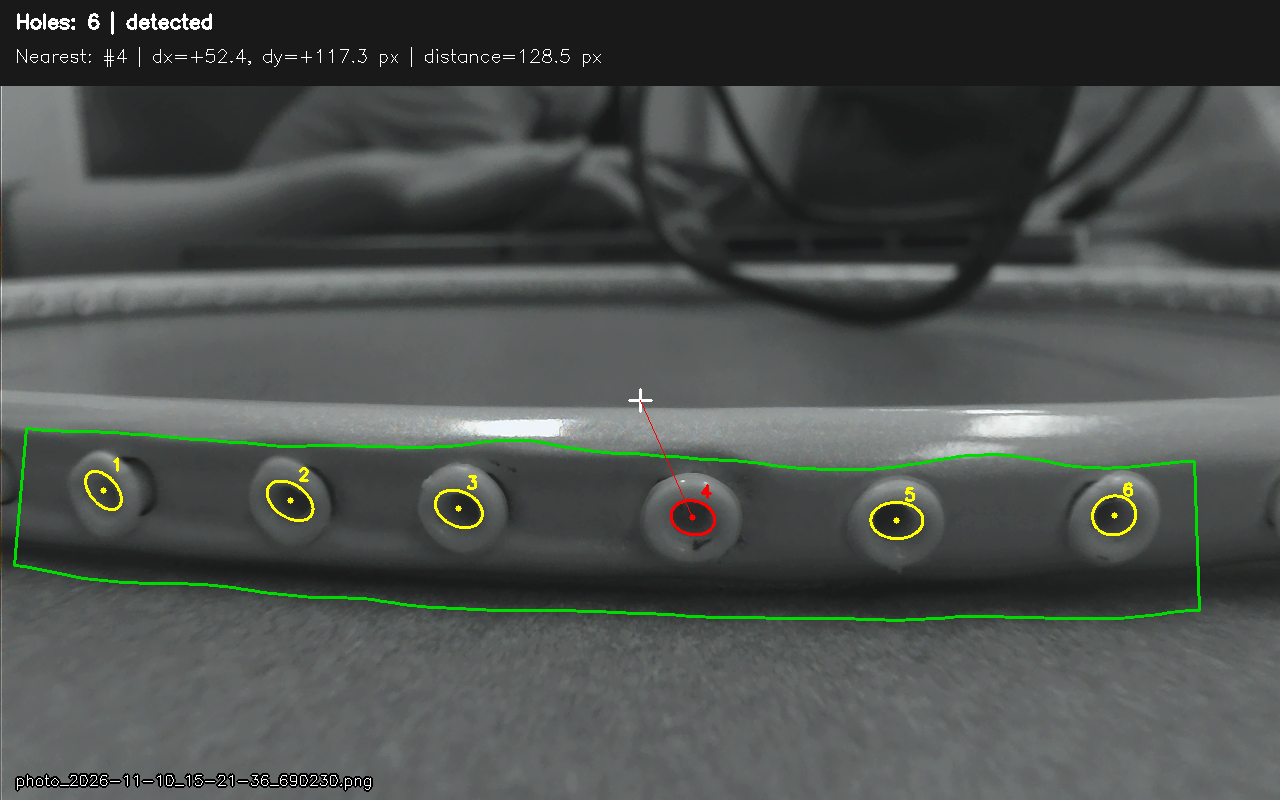 Holes: 6 | detected
Nearest: #4 | dx=+52.4, dy=+117.3 px | distance=128.5 px
1
2
3
4
5
6
photo_2026-11-10_15-21-36_690230.png